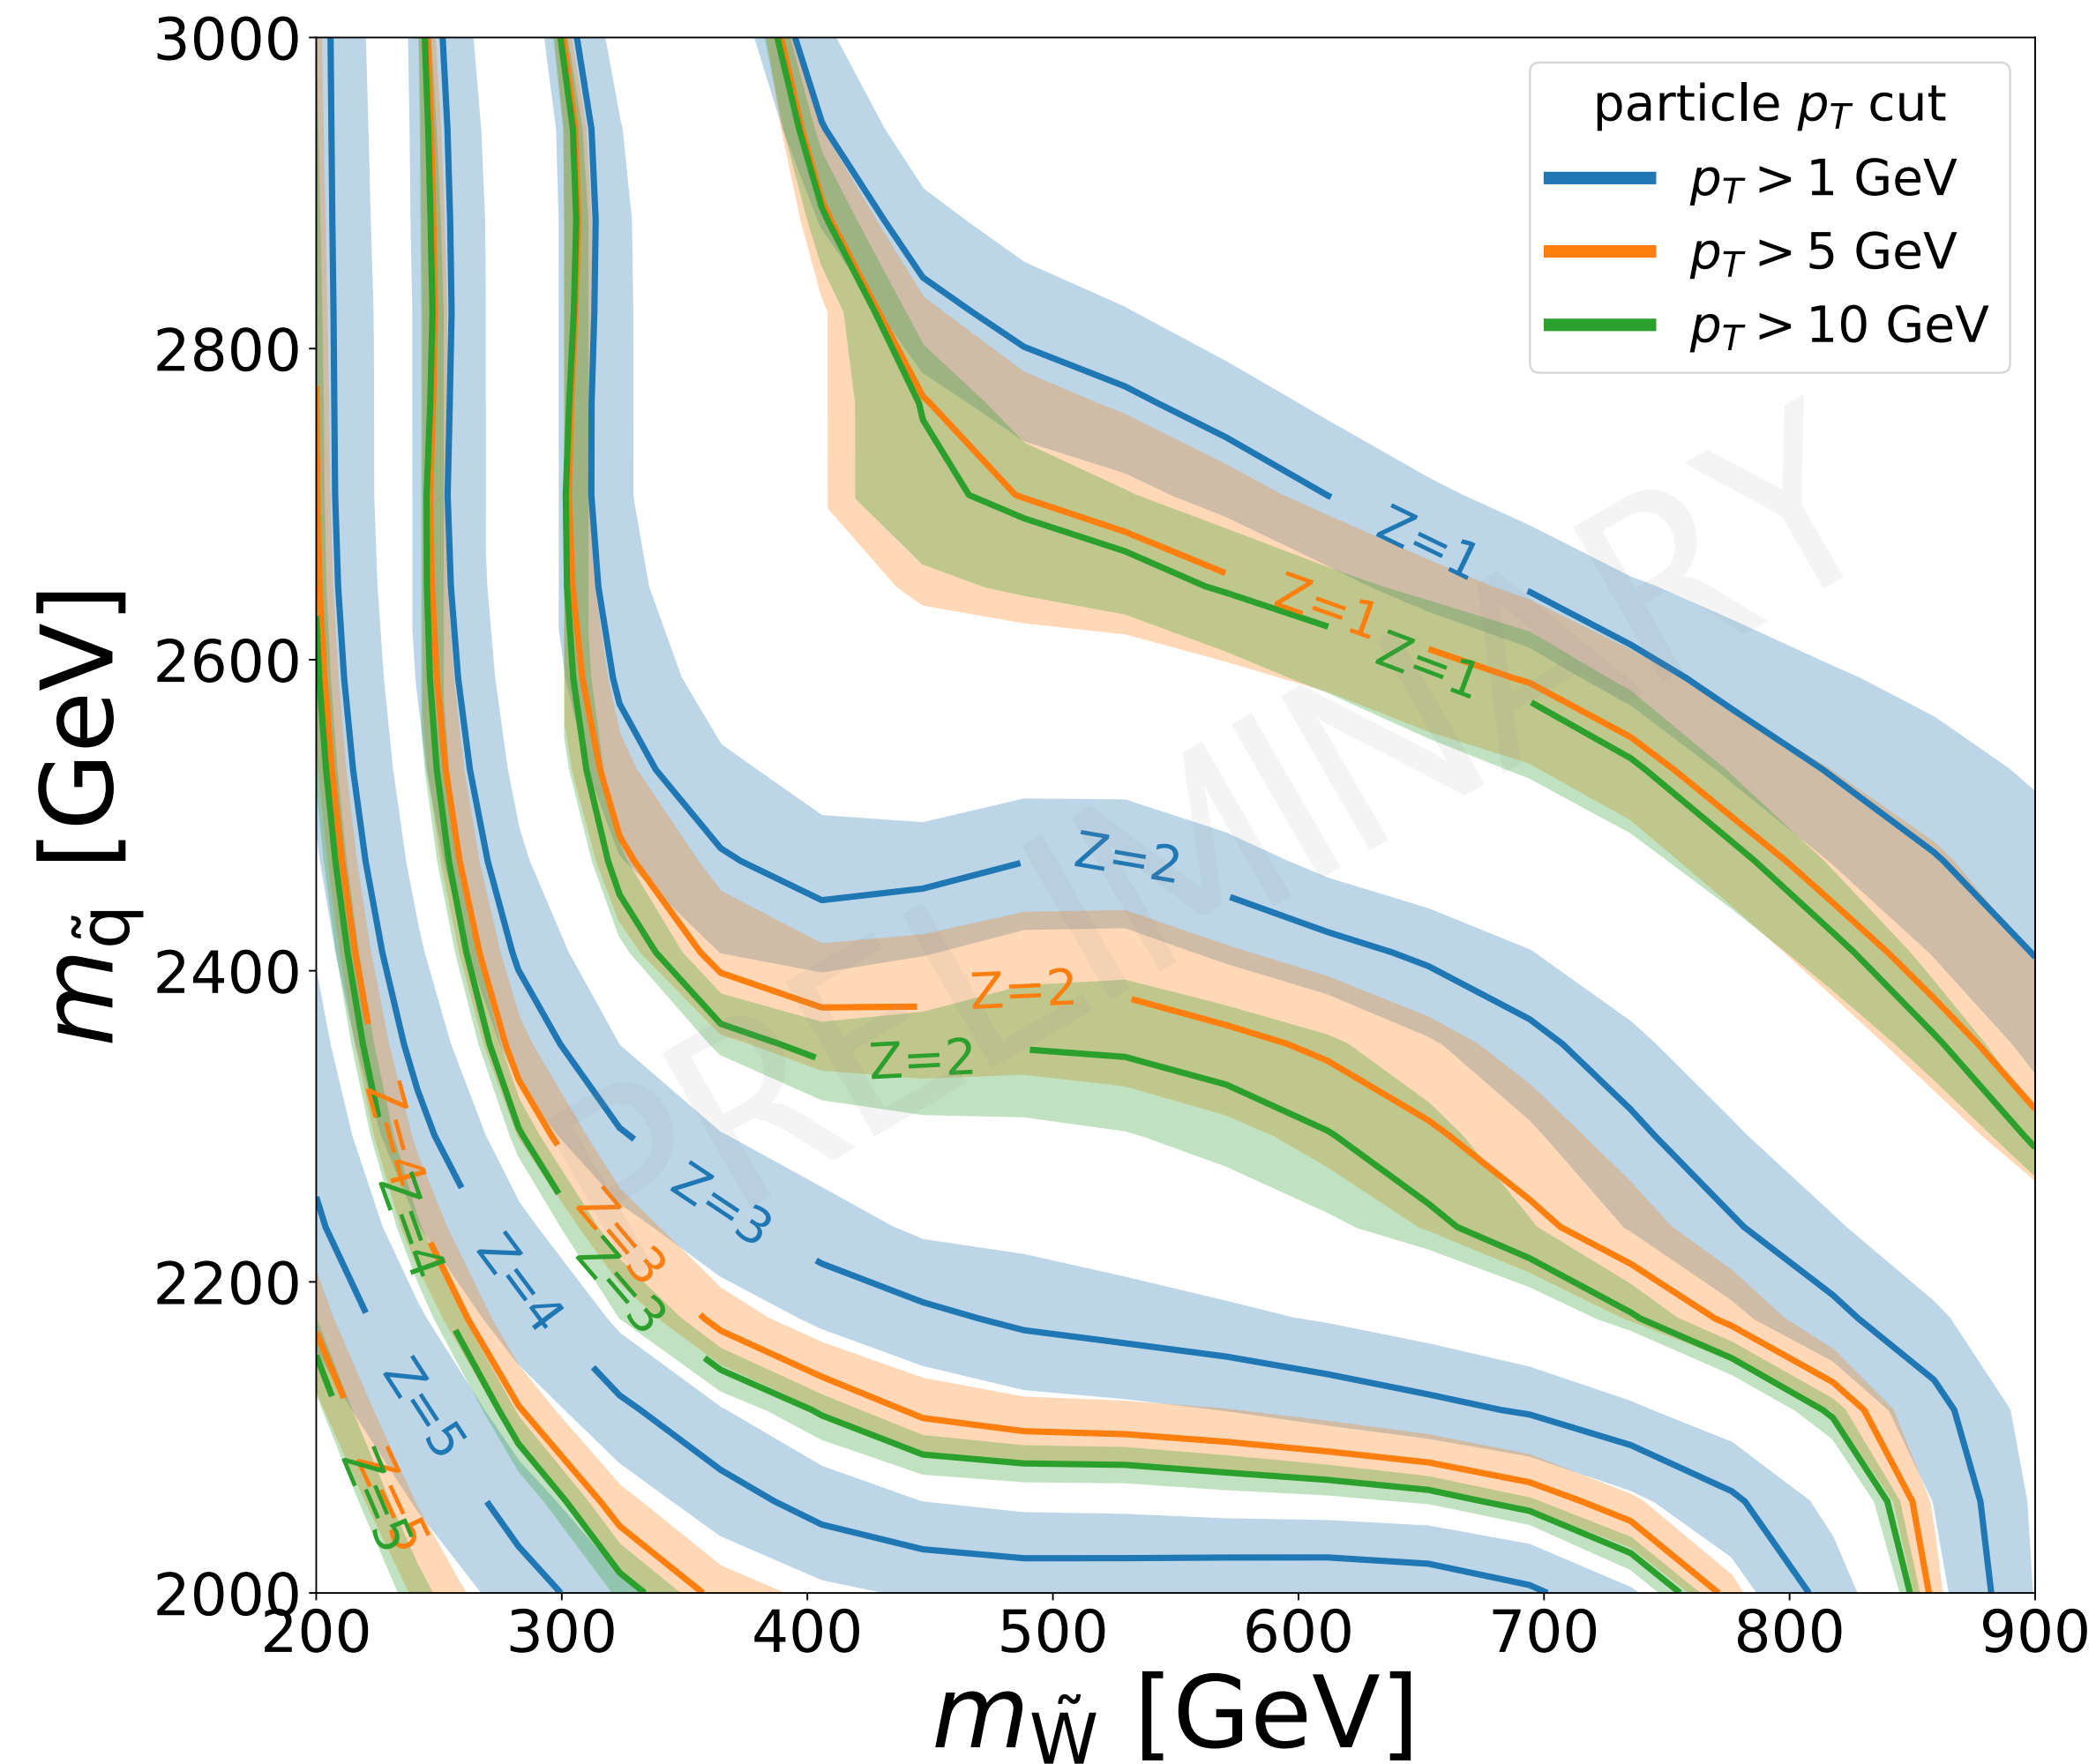 3000
2800
2600
2400
2200
2000
200
300
400
500
600
700
800
900
m_q̃ [GeV]
m_W̃ [GeV]
particle p_T cut
p_T > 1 GeV
p_T > 5 GeV
p_T > 10 GeV
PRELIMINARY
Z=1
Z=1
Z=1
Z=2
Z=2
Z=2
Z=3
Z=3
Z=3
Z=4
Z=4
Z=4
Z=5
Z=5
Z=5